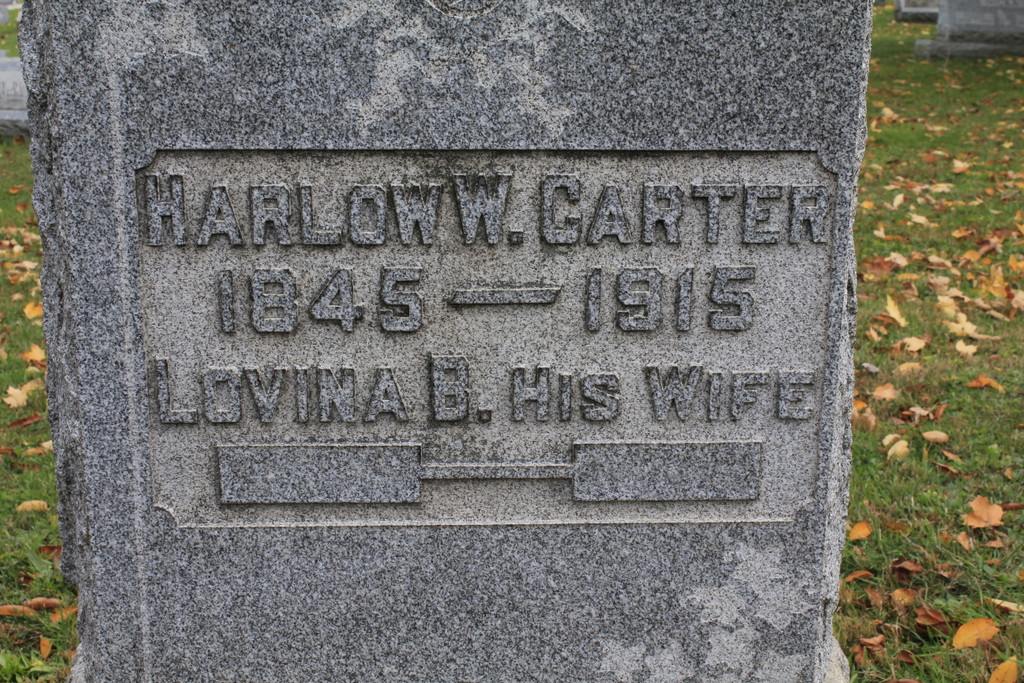 HARLOW W. CARTER
1845 — 1915
LOVINA B. HIS WIFE